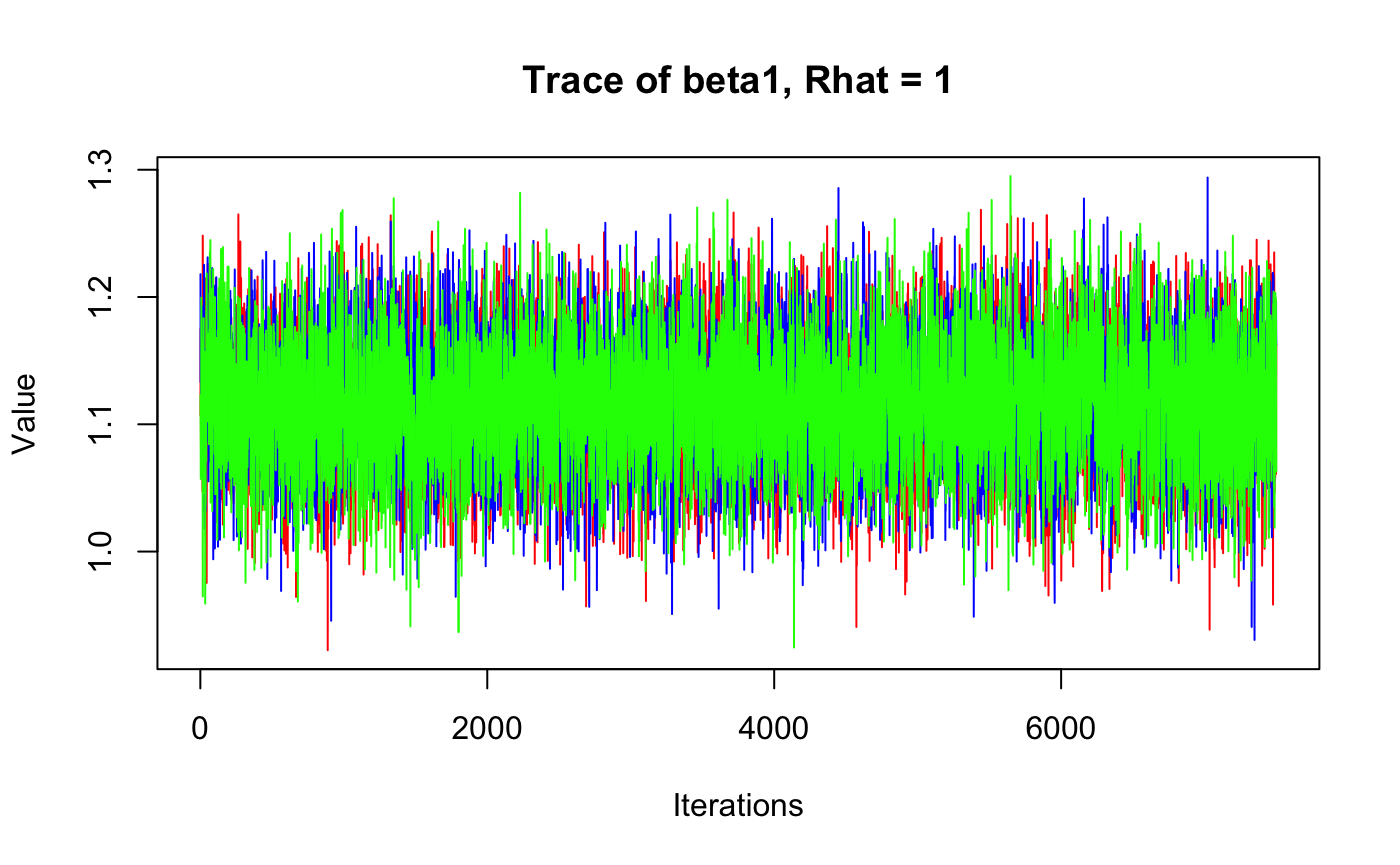 Trace of beta1, Rhat = 1
1.3
1.2
1.1
1.0
Value
0 2000 4000 6000
Iterations